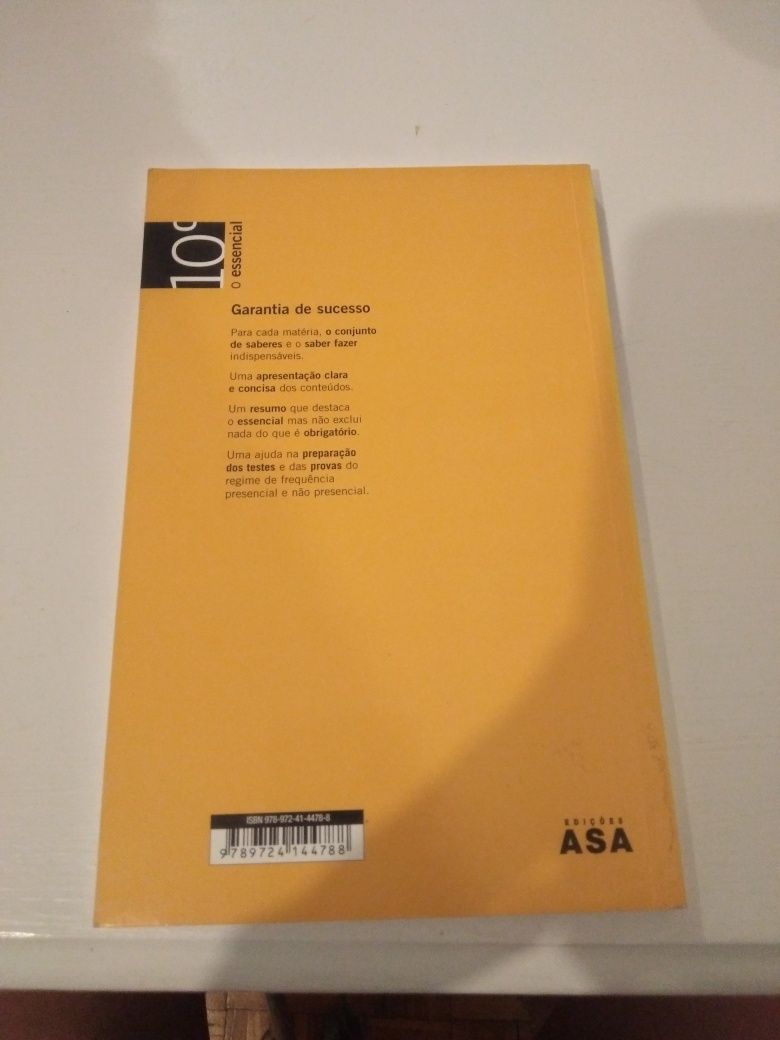 10º
o essencial
Garantia de sucesso
Para cada matéria, o conjunto
de saberes e o saber fazer
indispensáveis.
Uma apresentação clara
e concisa dos conteúdos.
Um resumo que destaca
o essencial mas não exclui
nada do que é obrigatório.
Uma ajuda na preparação
dos testes e das provas do
regime de frequência
presencial e não presencial.
ISBN 978-972-41-4478-8
9789724144788
EDIÇÕES
ASA